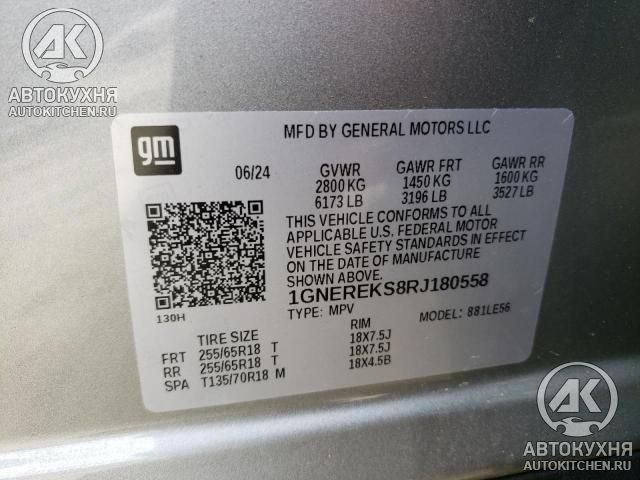 AK
АВТОКУХНЯ
AUTOKITCHEN.RU
gm
MFD BY GENERAL MOTORS LLC
06/24 GVWR GAWR FRT GAWR RR
2800 KG 1450 KG 1600 KG
6173 LB 3196 LB 3527 LB
THIS VEHICLE CONFORMS TO ALL
APPLICABLE U.S. FEDERAL MOTOR
VEHICLE SAFETY STANDARDS IN EFFECT
ON THE DATE OF MANUFACTURE
SHOWN ABOVE.
1GNEREKS8RJ180558
130H TYPE: MPV MODEL: 881LE56
TIRE SIZE RIM
FRT 255/65R18 T 18X7.5J
RR 255/65R18 T 18X7.5J
SPA T135/70R18 M 18X4.5B
AK
АВТОКУХНЯ
AUTOKITCHEN.RU